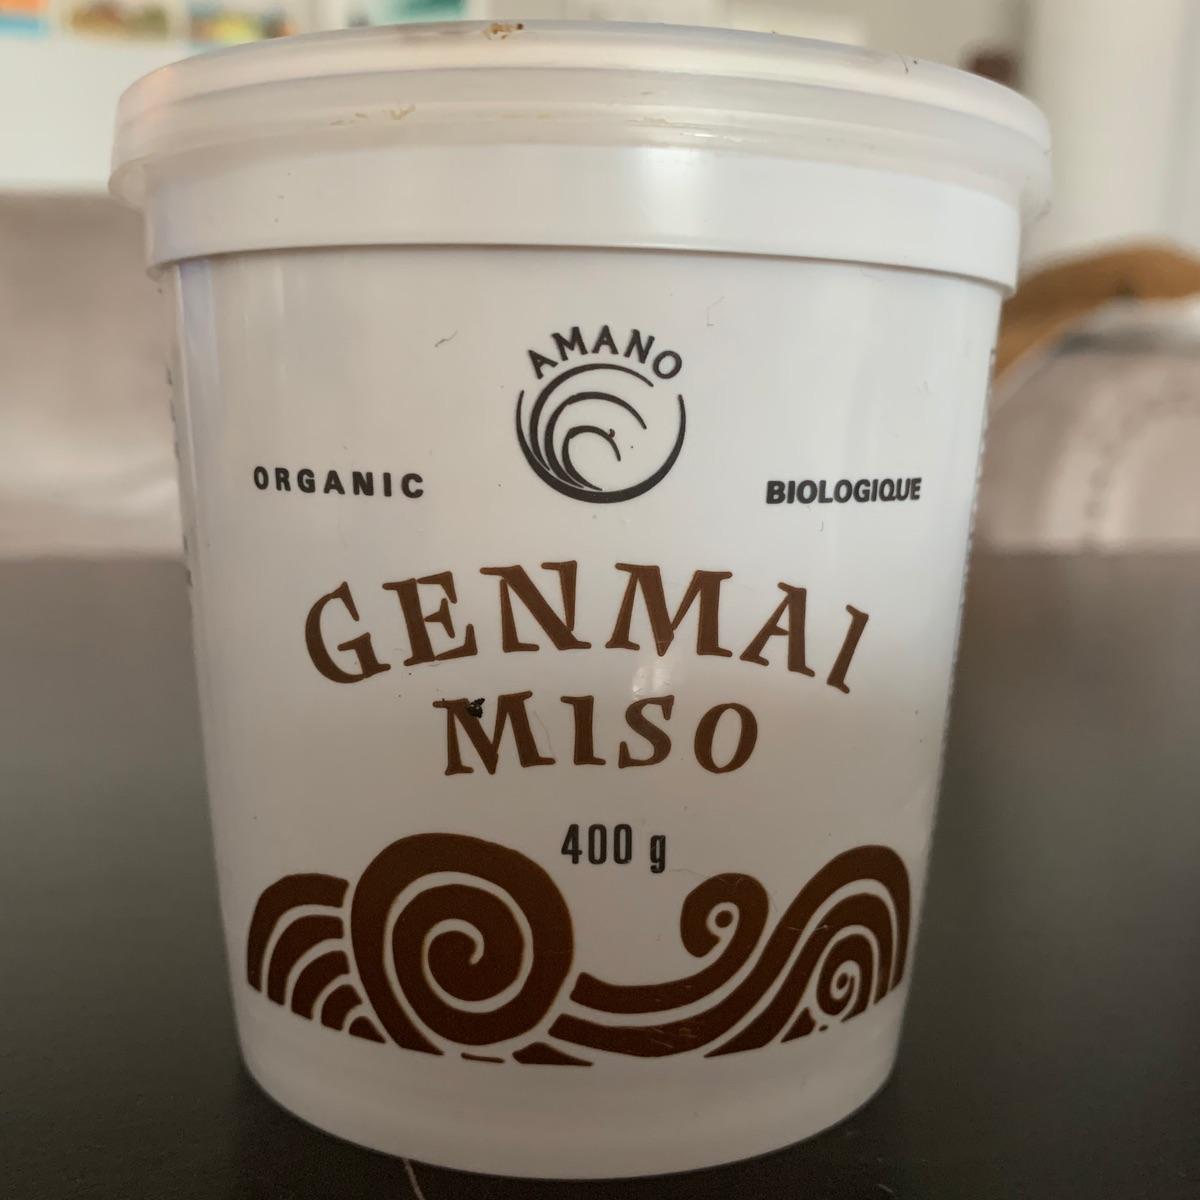 AMANO
ORGANIC
BIOLOGIQUE
GENMAI
MISO
400 g